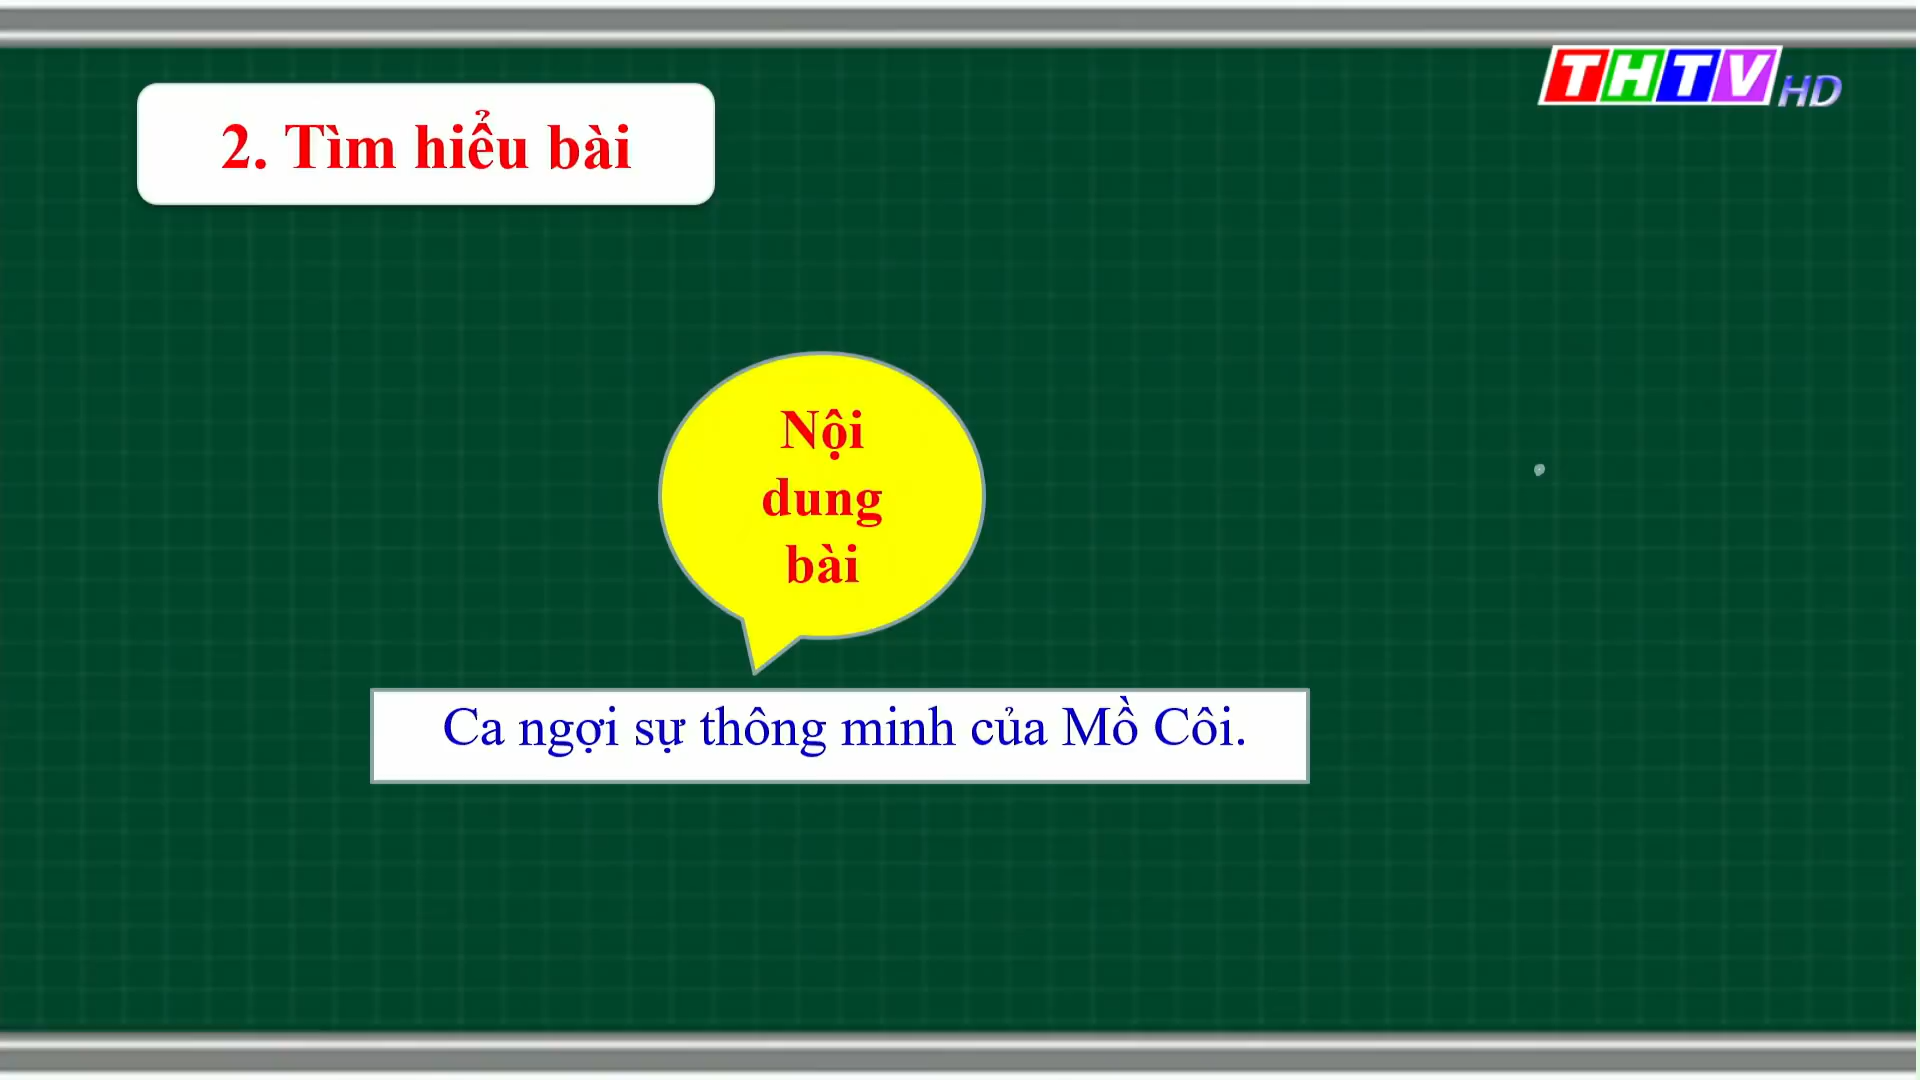 THTV HD
2. Tìm hiểu bài
Nội
dung
bài
Ca ngợi sự thông minh của Mồ Côi.